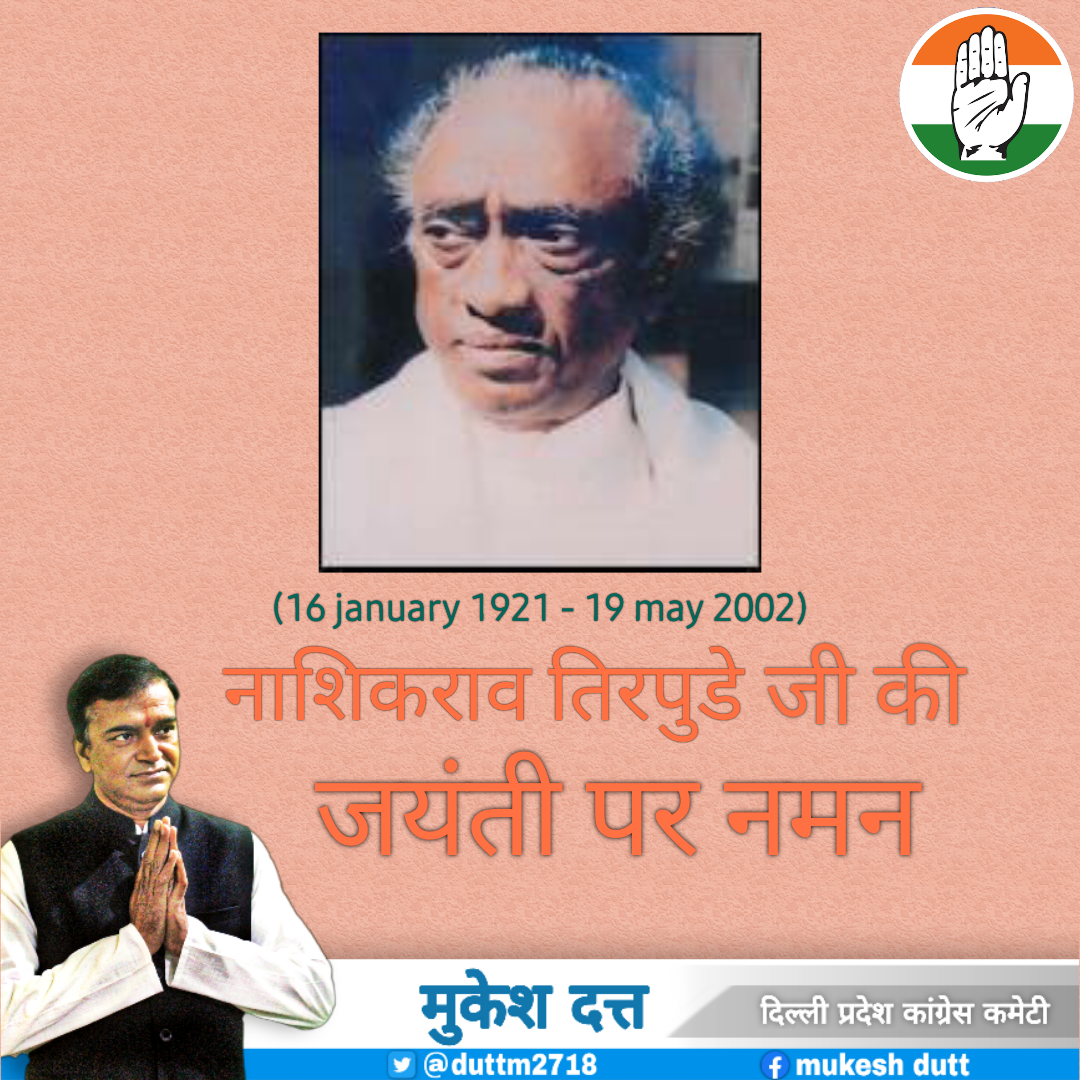 (16 january 1921 - 19 may 2002)
नाशिकराव तिरपुडे जी की
जयंती पर नमन
मुकेश दत्त
दिल्ली प्रदेश कांग्रेस कमेटी
@duttm2718
mukesh dutt